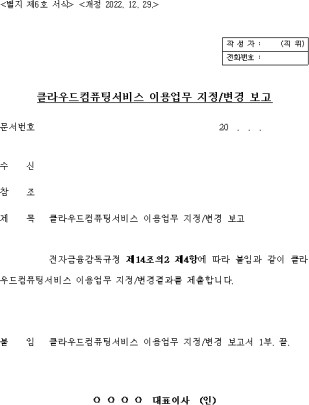 <별지 제6호 서식> <개정 2022. 12. 29.>
작 성 자 : (직 위)
전화번호 :
클라우드컴퓨팅서비스 이용업무 지정/변경 보고
문서번호 20 . . .
수 신
참 조
제 목 클라우드컴퓨팅서비스 이용업무 지정/변경 보고
전자금융감독규정 제14조의2 제4항에 따라 붙임과 같이 클라
우드컴퓨팅서비스 이용업무 지정/변경결과를 제출합니다.
붙 임 클라우드컴퓨팅서비스 이용업무 지정/변경 보고서 1부. 끝.
O O O O 대표이사 (인)